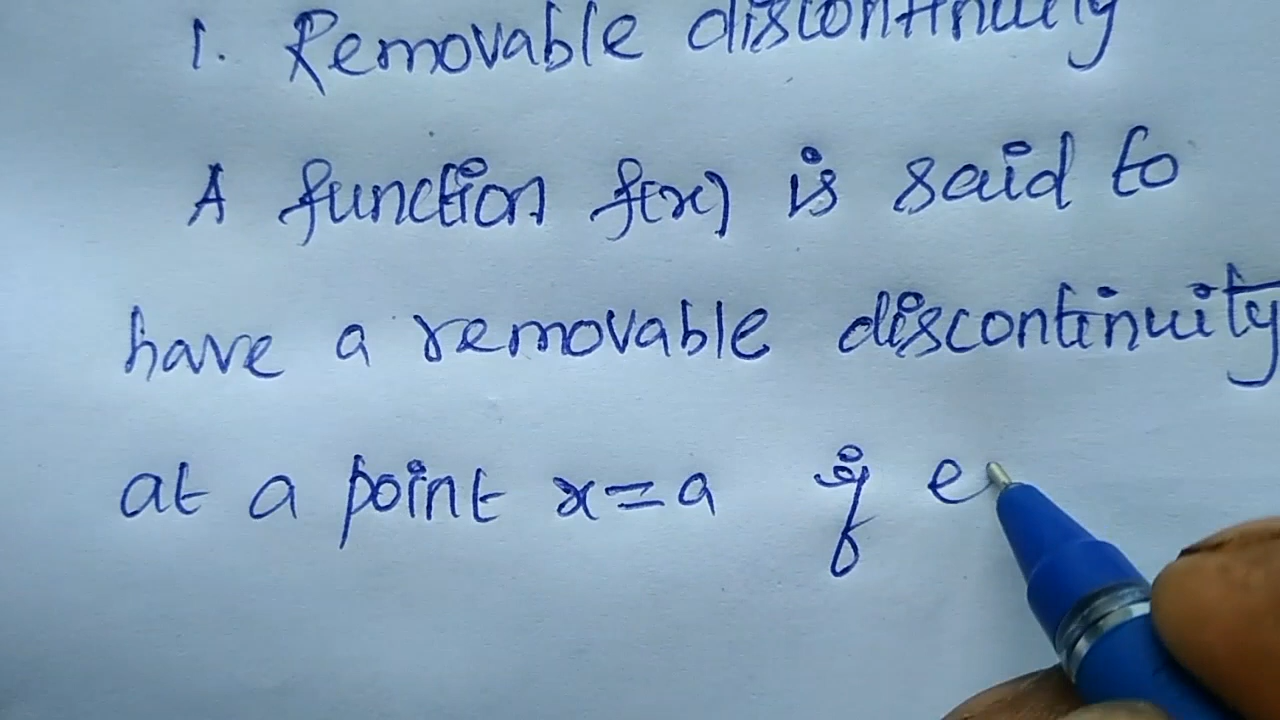 1. Removable discontinuity
A function f(x) is said to
have a removable discontinuity
at a point x=a if e